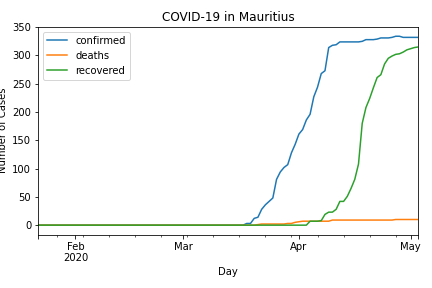 COVID-19 in Mauritius
confirmed
deaths
recovered
350
300
250
200
150
100
50
0
Number of Cases
Feb
2020
Mar
Apr
May
Day